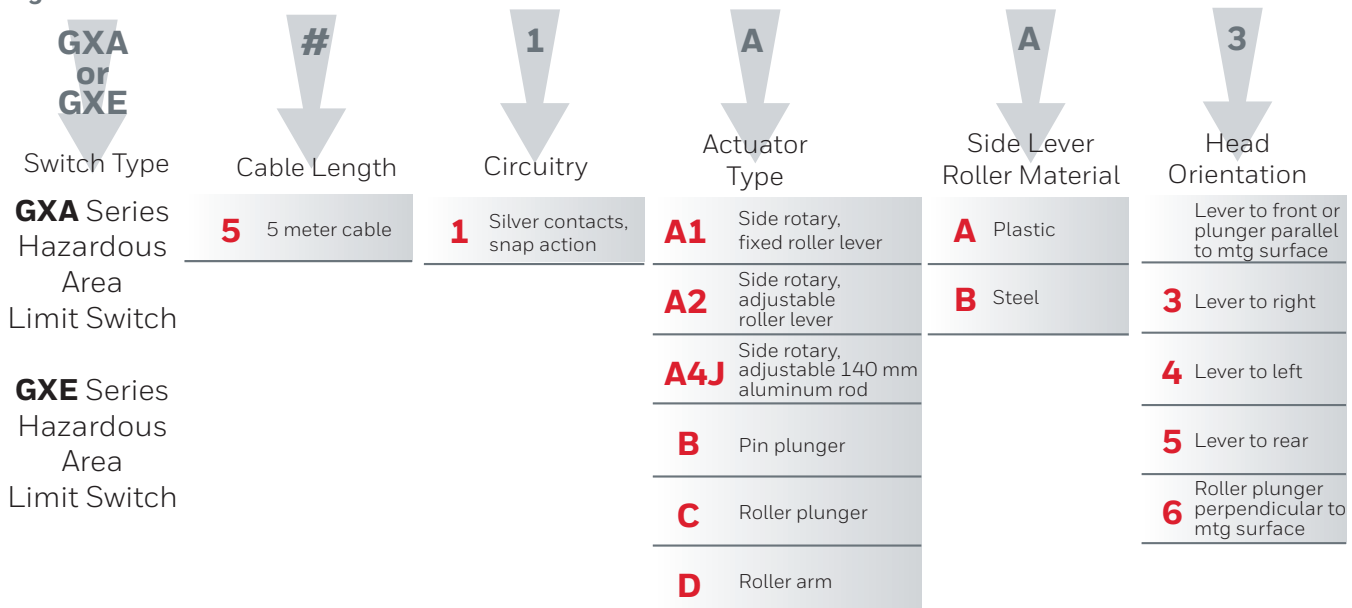 GXA
or
GXE
#
1
A
A
3
Switch Type
Cable Length
Circuitry
Actuator
Type
Side Lever
Roller Material
Head
Orientation
GXA Series
Hazardous
Area
Limit Switch
GXE Series
Hazardous
Area
Limit Switch
5 5 meter cable
1 Silver contacts,
snap action
A1 Side rotary,
fixed roller lever
A2 Side rotary,
adjustable
roller lever
A4J Side rotary,
adjustable 140 mm
aluminum rod
B Pin plunger
C Roller plunger
D Roller arm
A Plastic
B Steel
Lever to front or
plunger parallel
to mtg surface
3 Lever to right
4 Lever to left
5 Lever to rear
6 Roller plunger
perpendicular to
mtg surface